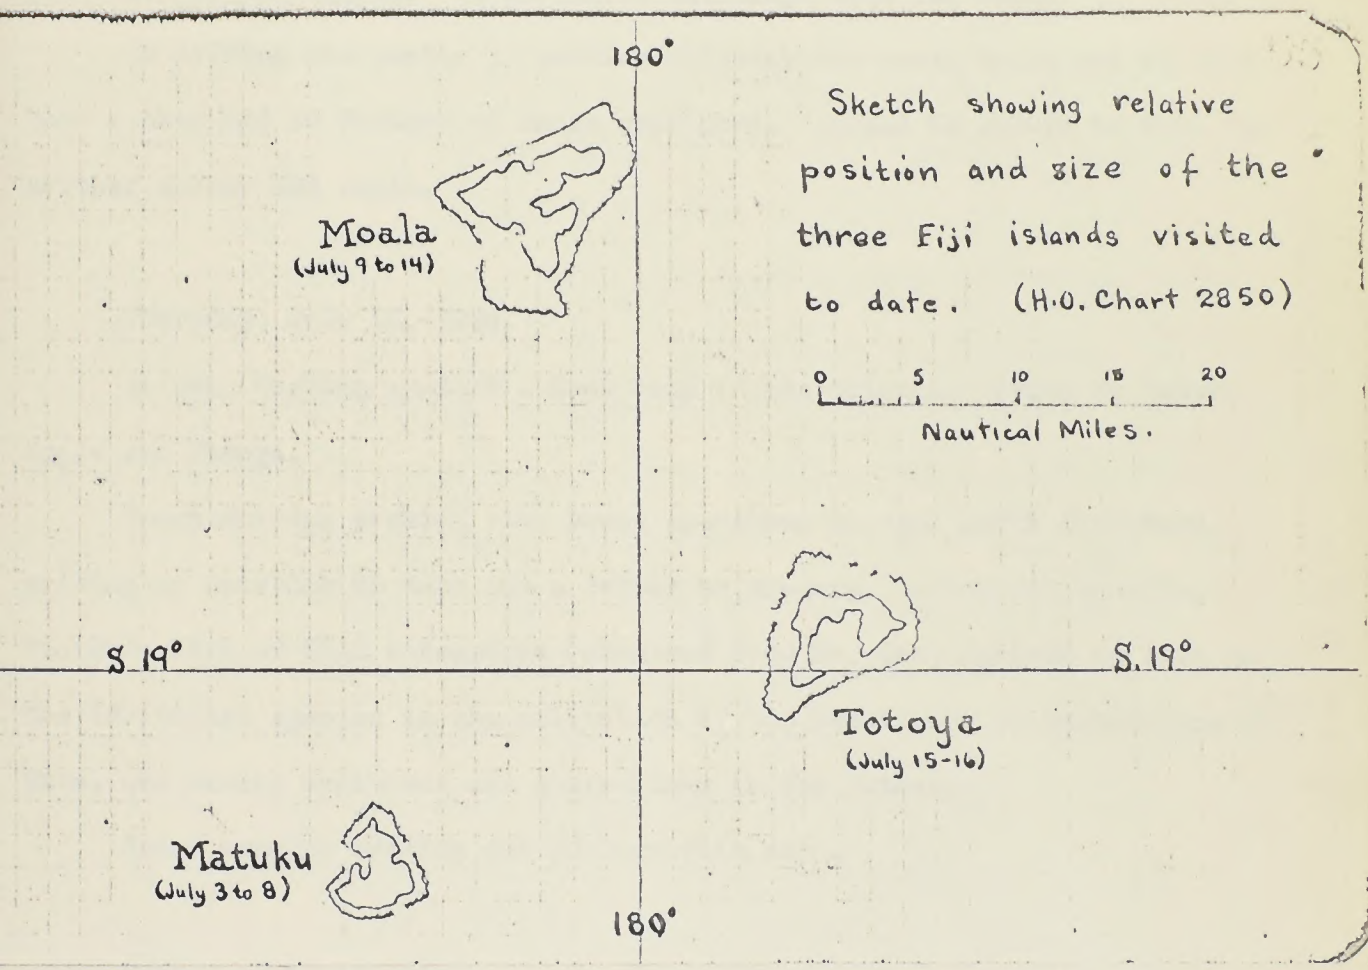 180°
Sketch showing relative
position and size of the
three Fiji islands visited
to date. (H.O. Chart 2850)
0 5 10 15 20
Nautical Miles.
Moala
(July 9 to 14)
S. 19°
S. 19°
Totoya
(July 15-16)
Matuku
(July 3 to 8)
180°